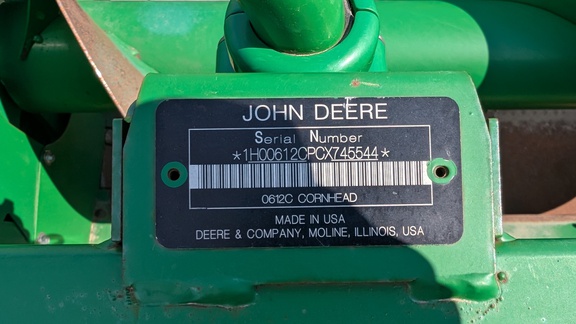 JOHN DEERE
Serial Number
*1H00612CPCX745544*
0612C CORNHEAD
MADE IN USA
DEERE & COMPANY, MOLINE, ILLINOIS, USA